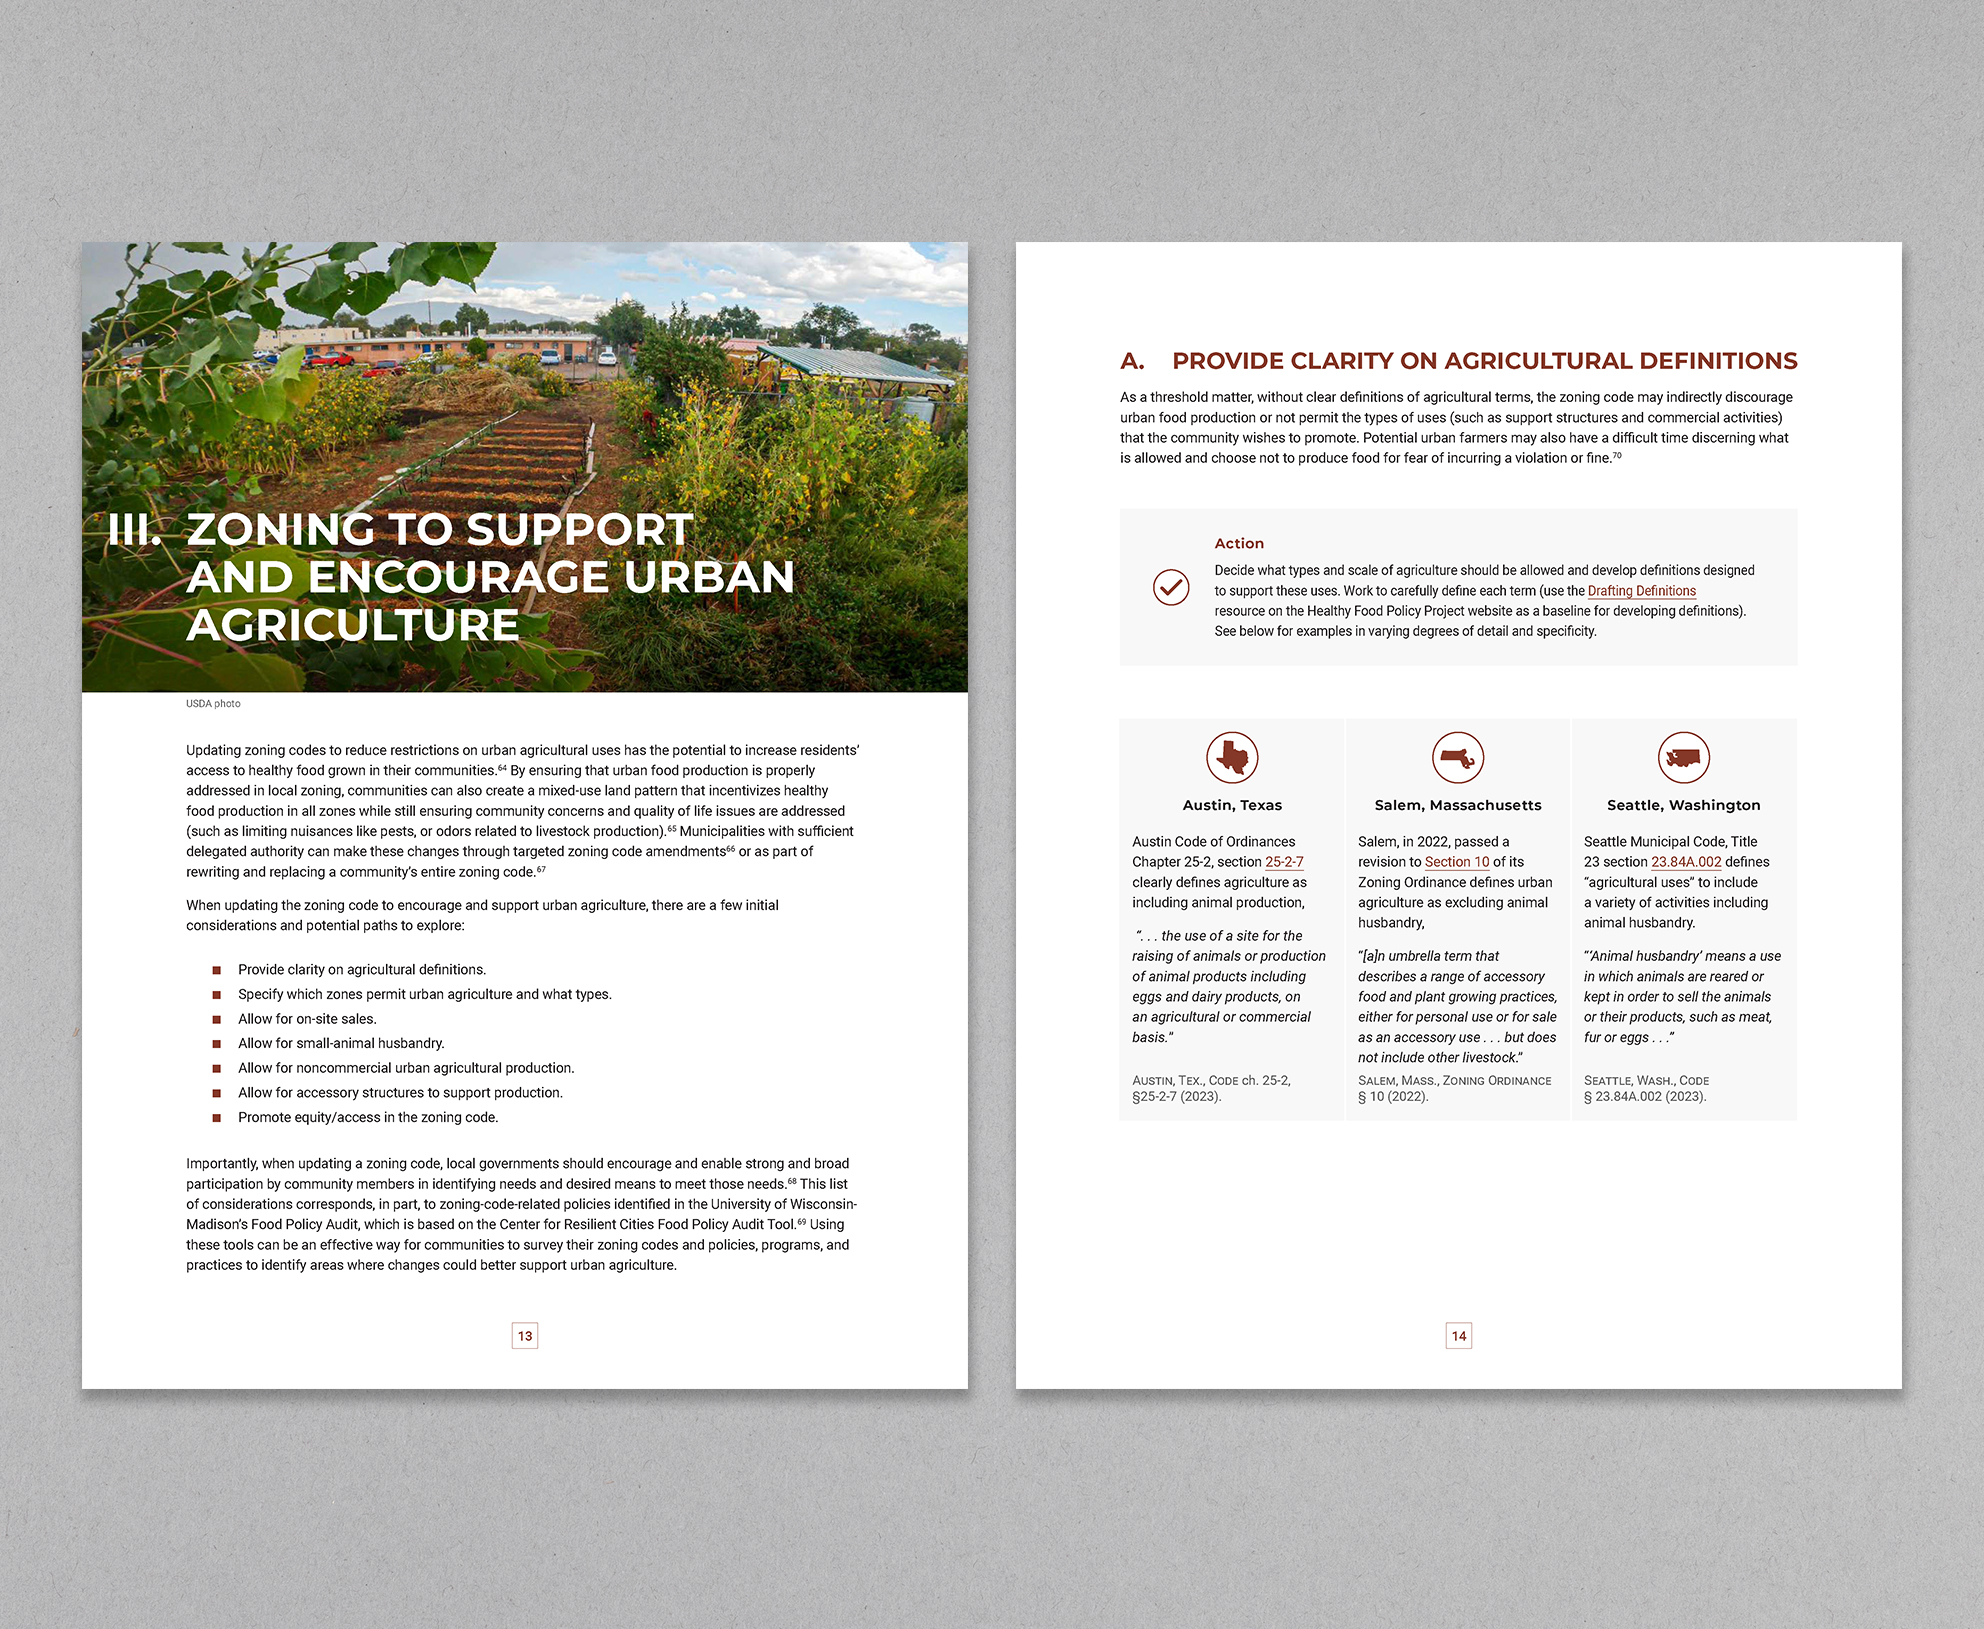 III. ZONING TO SUPPORT
AND ENCOURAGE URBAN
AGRICULTURE
USDA photo
Updating zoning codes to reduce restrictions on urban agricultural uses has the potential to increase residents’
access to healthy food grown in their communities.64 By ensuring that urban food production is properly
addressed in local zoning, communities can also create a mixed-use land pattern that incentivizes healthy
food production in all zones while still ensuring community concerns and quality of life issues are addressed
(such as limiting nuisances like pests, or odors related to livestock production).65 Municipalities with sufficient
delegated authority can make these changes through targeted zoning code amendments66 or as part of
rewriting and replacing a community’s entire zoning code.67
When updating the zoning code to encourage and support urban agriculture, there are a few initial
considerations and potential paths to explore:
■ Provide clarity on agricultural definitions.
■ Specify which zones permit urban agriculture and what types.
■ Allow for on-site sales.
■ Allow for small-animal husbandry.
■ Allow for noncommercial urban agricultural production.
■ Allow for accessory structures to support production.
■ Promote equity/access in the zoning code.
Importantly, when updating a zoning code, local governments should encourage and enable strong and broad
participation by community members in identifying needs and desired means to meet those needs.68 This list
of considerations corresponds, in part, to zoning-code-related policies identified in the University of Wisconsin-
Madison’s Food Policy Audit, which is based on the Center for Resilient Cities Food Policy Audit Tool.69 Using
these tools can be an effective way for communities to survey their zoning codes and policies, programs, and
practices to identify areas where changes could better support urban agriculture.
13
A. PROVIDE CLARITY ON AGRICULTURAL DEFINITIONS
As a threshold matter, without clear definitions of agricultural terms, the zoning code may indirectly discourage
urban food production or not permit the types of uses (such as support structures and commercial activities)
that the community wishes to promote. Potential urban farmers may also have a difficult time discerning what
is allowed and choose not to produce food for fear of incurring a violation or fine.70
Action
Decide what types and scale of agriculture should be allowed and develop definitions designed
to support these uses. Work to carefully define each term (use the Drafting Definitions
resource on the Healthy Food Policy Project website as a baseline for developing definitions).
See below for examples in varying degrees of detail and specificity.
Austin, Texas
Austin Code of Ordinances
Chapter 25-2, section 25-2-7
clearly defines agriculture as
including animal production,
“. . . the use of a site for the
raising of animals or production
of animal products including
eggs and dairy products, on
an agricultural or commercial
basis.”
AUSTIN, TEX., CODE ch. 25-2,
§25-2-7 (2023).
Salem, Massachusetts
Salem, in 2022, passed a
revision to Section 10 of its
Zoning Ordinance defines urban
agriculture as excluding animal
husbandry,
“[a]n umbrella term that
describes a range of accessory
food and plant growing practices,
either for personal use or for sale
as an accessory use . . . but does
not include other livestock.”
SALEM, MASS., ZONING ORDINANCE
§ 10 (2022).
Seattle, Washington
Seattle Municipal Code, Title
23 section 23.84A.002 defines
“agricultural uses” to include
a variety of activities including
animal husbandry.
“‘Animal husbandry’ means a use
in which animals are reared or
kept in order to sell the animals
or their products, such as meat,
fur or eggs . . .”
SEATTLE, WASH., CODE
§ 23.84A.002 (2023).
14